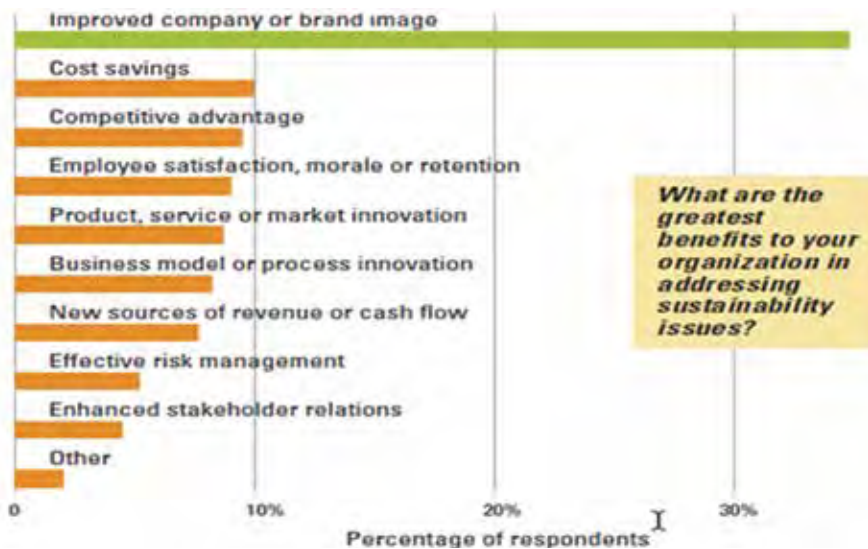 Improved company or brand image
Cost savings
Competitive advantage
Employee satisfaction, morale or retention
Product, service or market innovation
Business model or process innovation
New sources of revenue or cash flow
Effective risk management
Enhanced stakeholder relations
Other
What are the
greatest
benefits to your
organization in
addressing
sustainability
issues?
0 10% 20% 30%
Percentage of respondents